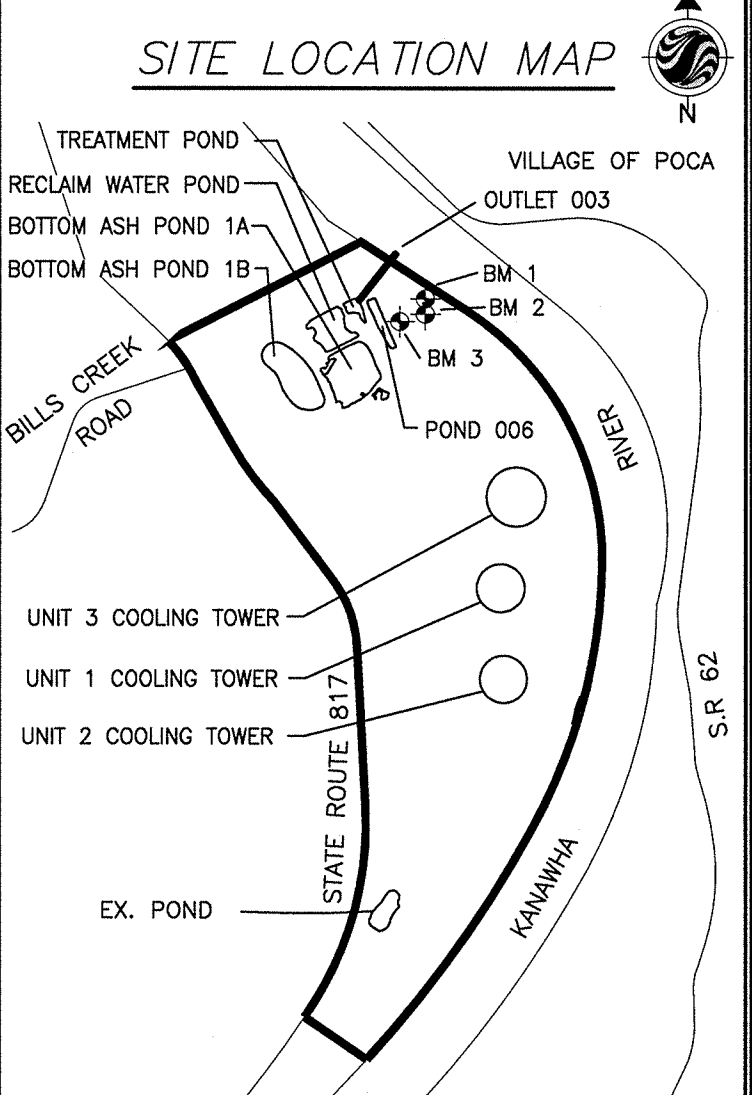 SITE LOCATION MAP
N
TREATMENT POND
VILLAGE OF POCA
RECLAIM WATER POND
OUTLET 003
BOTTOM ASH POND 1A
BOTTOM ASH POND 1B
BM 1
BM 2
BM 3
BILLS CREEK
ROAD
POND 006
RIVER
UNIT 3 COOLING TOWER
UNIT 1 COOLING TOWER
UNIT 2 COOLING TOWER
STATE ROUTE 817
S.R 62
EX. POND
KANAWHA